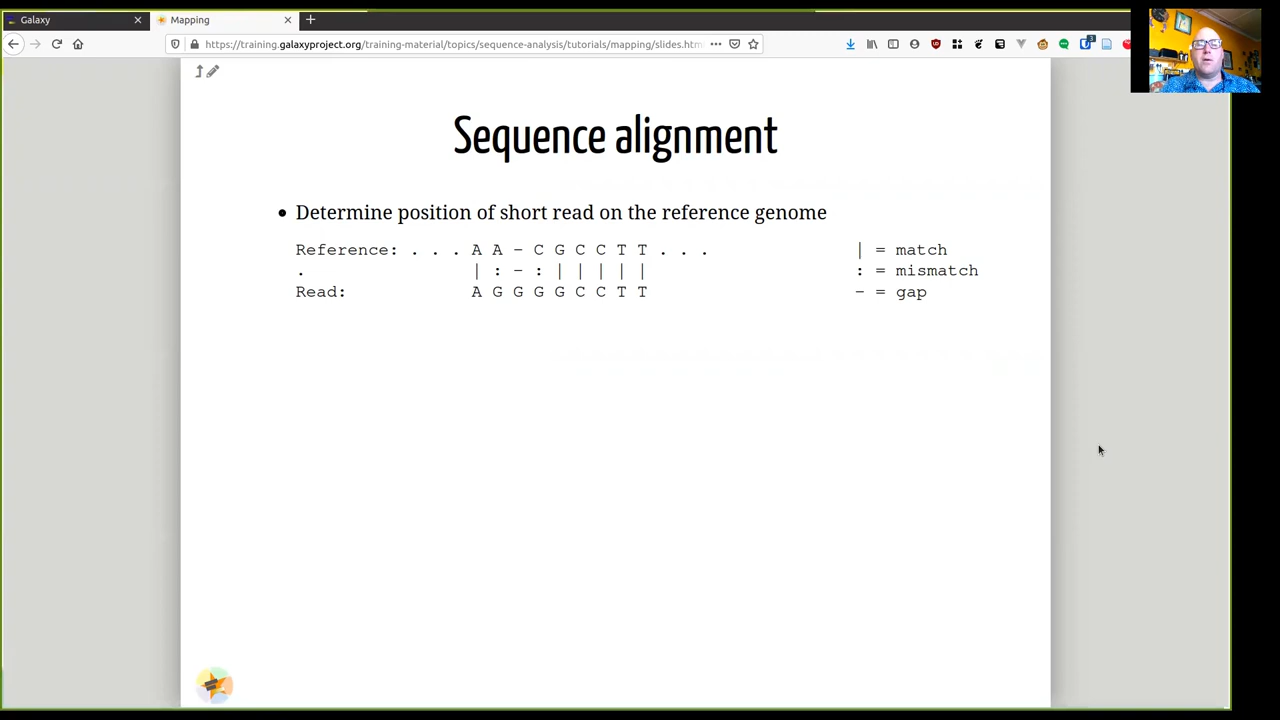 Galaxy
Mapping
https://training.galaxyproject.org/training-material/topics/sequence-analysis/tutorials/mapping/slides.htm
Sequence alignment
• Determine position of short read on the reference genome
Reference: . . . A A - C G C C T T . . . | = match
. | : - : | | | | | : = mismatch
Read: A G G G G C C T T - = gap